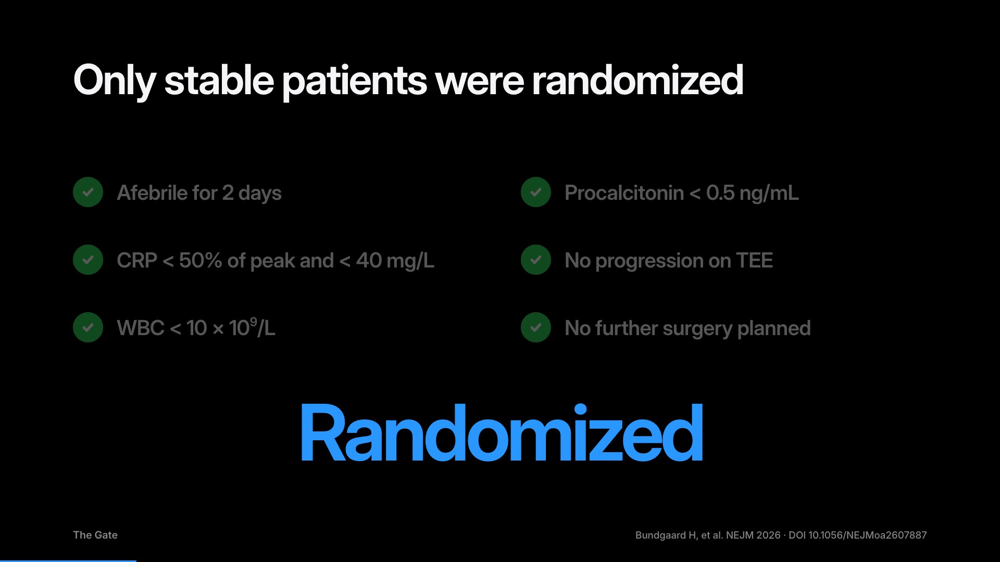 Only stable patients were randomized
Afebrile for 2 days
CRP < 50% of peak and < 40 mg/L
WBC < 10 × 10⁹/L
Procalcitonin < 0.5 ng/mL
No progression on TEE
No further surgery planned
Randomized
The Gate
Bundgaard H, et al. NEJM 2026 · DOI 10.1056/NEJMoa2607887